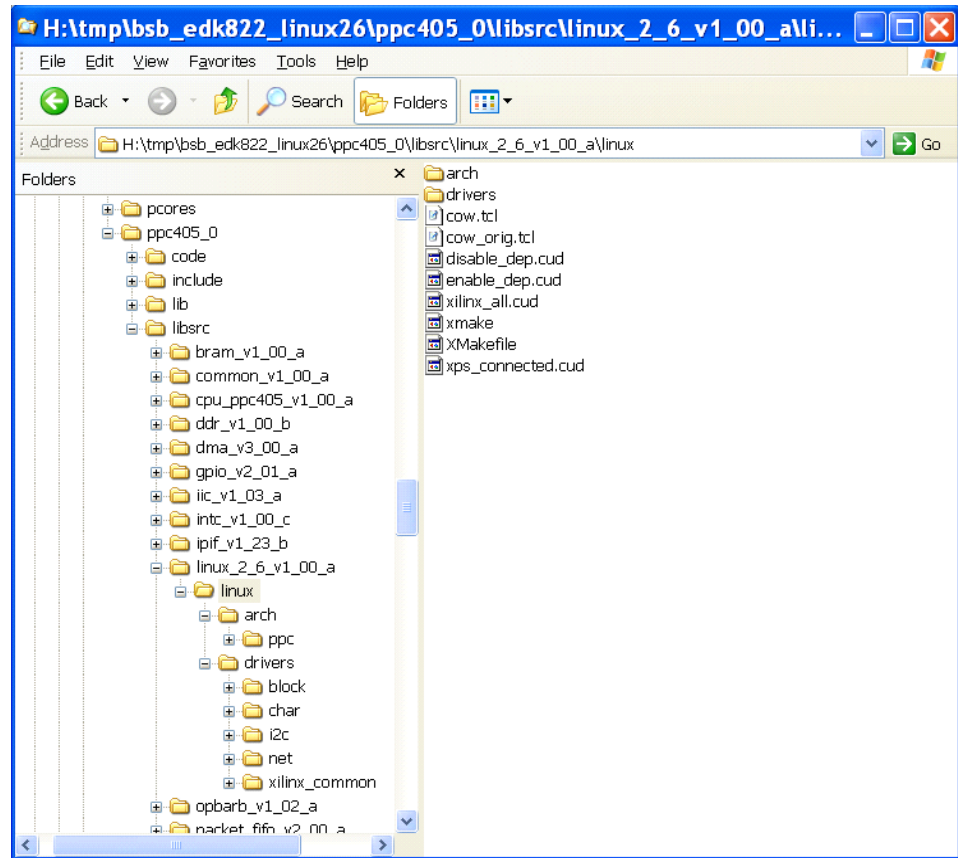 H:\tmp\bsb_edk822_linux26\ppc405_0\libsrc\linux_2_6_v1_00_a\li...
File Edit View Favorites Tools Help
Back Search Folders
Address H:\tmp\bsb_edk822_linux26\ppc405_0\libsrc\linux_2_6_v1_00_a\linux Go
Folders
pcores
ppc405_0
code
include
lib
libsrc
bram_v1_00_a
common_v1_00_a
cpu_ppc405_v1_00_a
ddr_v1_00_b
dma_v3_00_a
gpio_v2_01_a
iic_v1_03_a
intc_v1_00_c
ipif_v1_23_b
linux_2_6_v1_00_a
linux
arch
ppc
drivers
block
char
i2c
net
xilinx_common
opbarb_v1_02_a
packet_fifo_v2_00_a
arch
drivers
cow.tcl
cow_orig.tcl
disable_dep.cud
enable_dep.cud
xilinx_all.cud
xmake
XMakefile
xps_connected.cud